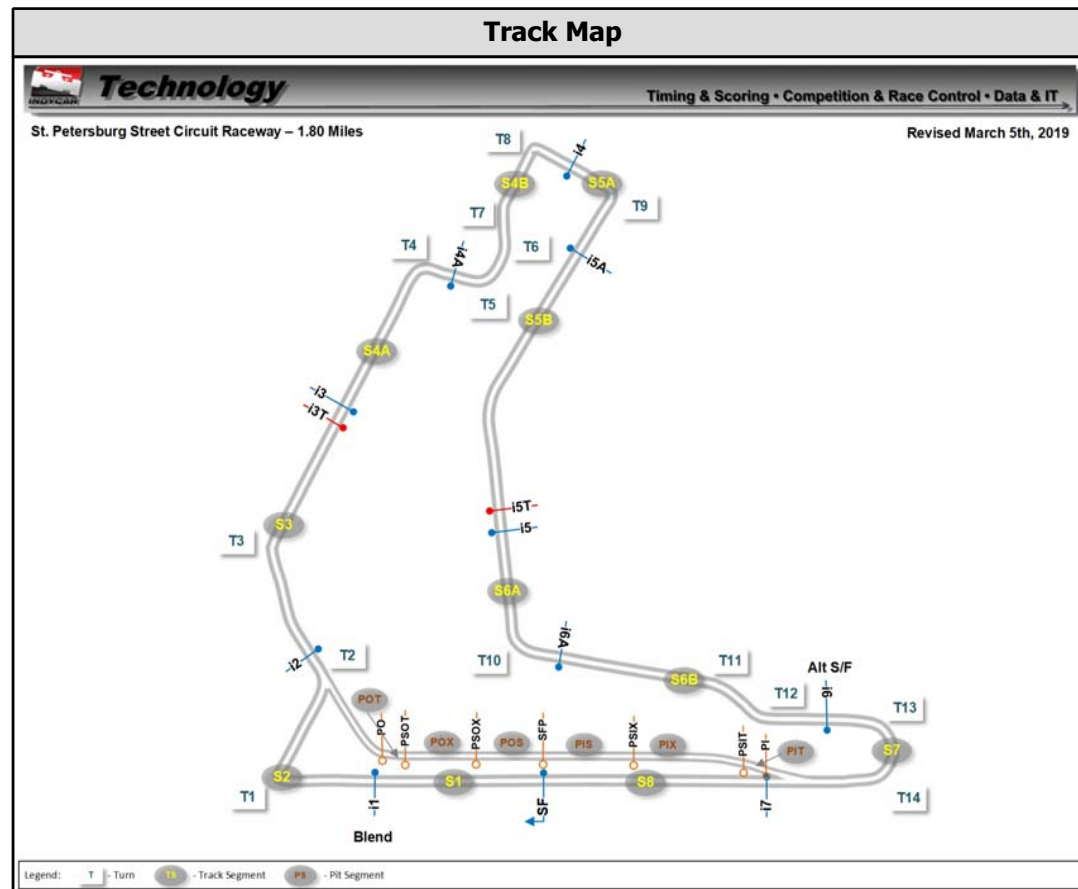 Track Map
INDYCAR Technology
Timing & Scoring • Competition & Race Control • Data & IT
St. Petersburg Street Circuit Raceway – 1.80 Miles
Revised March 5th, 2019
T8
-i4-
S4B
S5A
T9
T7
T4
-i4A-
T6
-i5A-
T5
S5B
S4A
-i3-
-i3T-
-i5T-
-i5-
S3
T3
S6A
-i6A-
T2
-i2-
T10
T11
S6B
Alt S/F
-i6-
T12
T13
POT
-PO-
-PSOT-
POX
-PSOX-
POS
-SFP-
PIS
-PSIX-
PIX
-PSIT-
-PI-
PIT
S7
T1
S2
-i1-
S1
-SF-
S8
-i7-
T14
Blend
Legend: T - Turn TS - Track Segment PS - Pit Segment